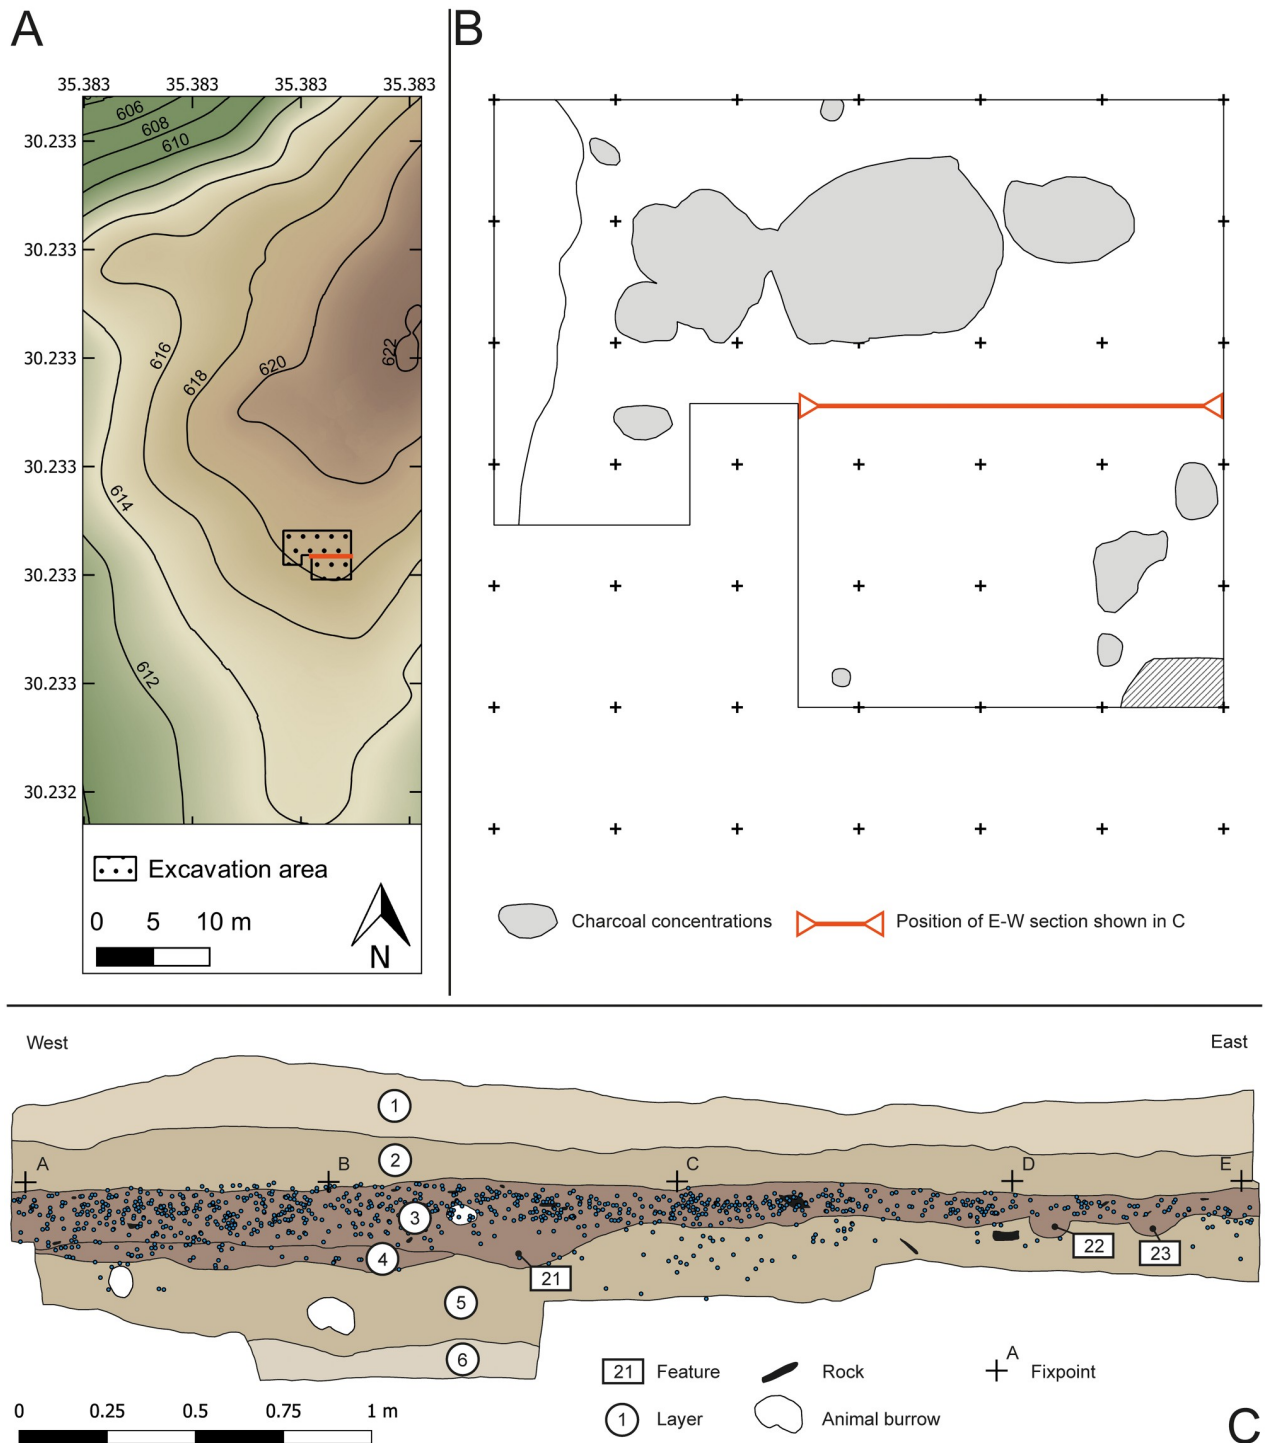 A
B
35.383 35.383 35.383 35.383
606
608
610
30.233
30.233
30.233
622
616
620
618
30.233
614
30.233
30.233
612
30.232
Excavation area
0 5 10 m
N
Charcoal concentrations
Position of E-W section shown in C
West
East
1
2
A
B
C
D
E
3
4
21
22
23
5
6
21 Feature
Rock
A
Fixpoint
1 Layer
Animal burrow
0 0.25 0.5 0.75 1 m
C